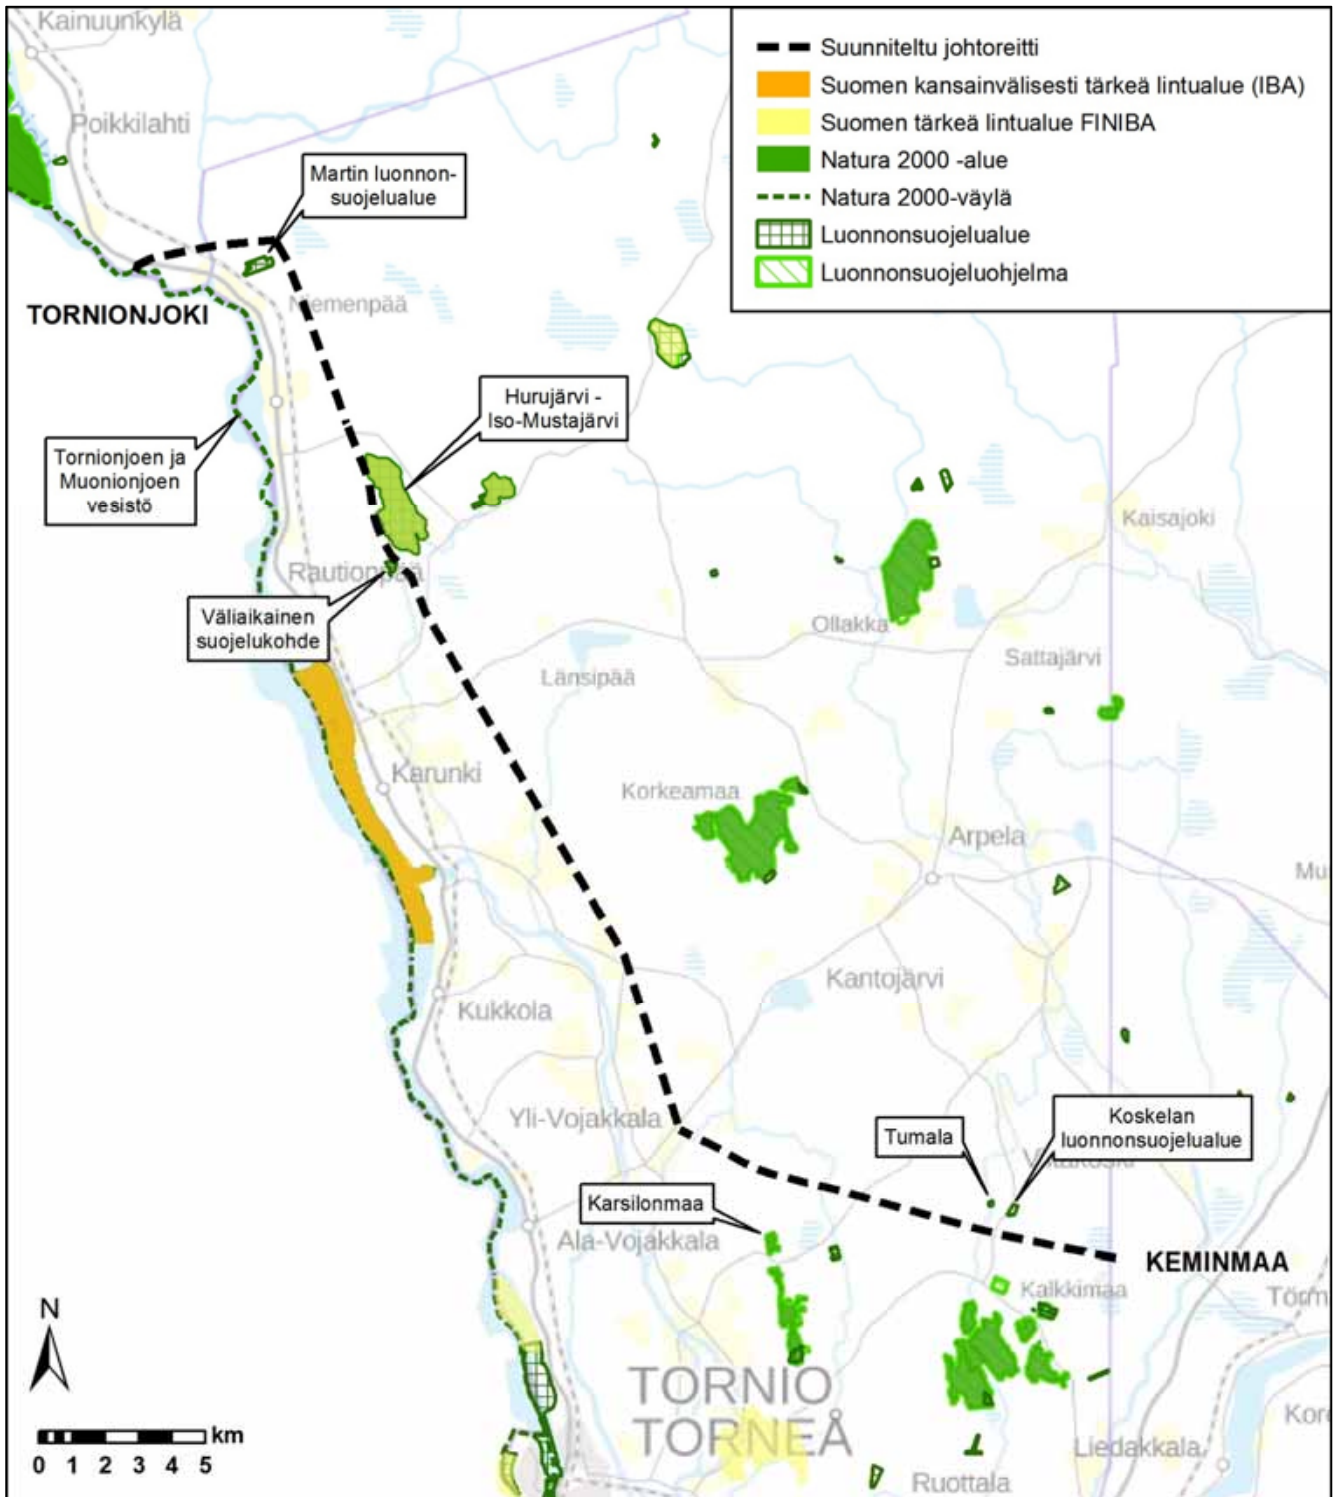 Kainuunkylä
Poikkilahti
Suunniteltu johtoreitti
Suomen kansainvälisesti tärkeä lintualue (IBA)
Suomen tärkeä lintualue FINIBA
Natura 2000 -alue
Natura 2000-väylä
Luonnonsuojelualue
Luonnonsuojeluohjelma
Martin luonnon-
suojelualue
TORNIONJOKI
Niemenpää
Hurujärvi -
Iso-Mustajärvi
Tornionjoen ja
Muonionjoen
vesistö
Kaisajoki
Rautionpää
Väliaikainen
suojelukohde
Ollakka
Sattajärvi
Länsipää
Karunki
Korkeamaa
Arpela
Kantojärvi
Kukkola
Yli-Vojakkala
Tumala
Koskelan
luonnonsuojelualue
Karsilonmaa
Ala-Vojakkala
KEMINMAA
Kalkkimaa
Törm
N
TORNIO
TORNEÅ
km
0 1 2 3 4 5
Liedakkala
Ruottala